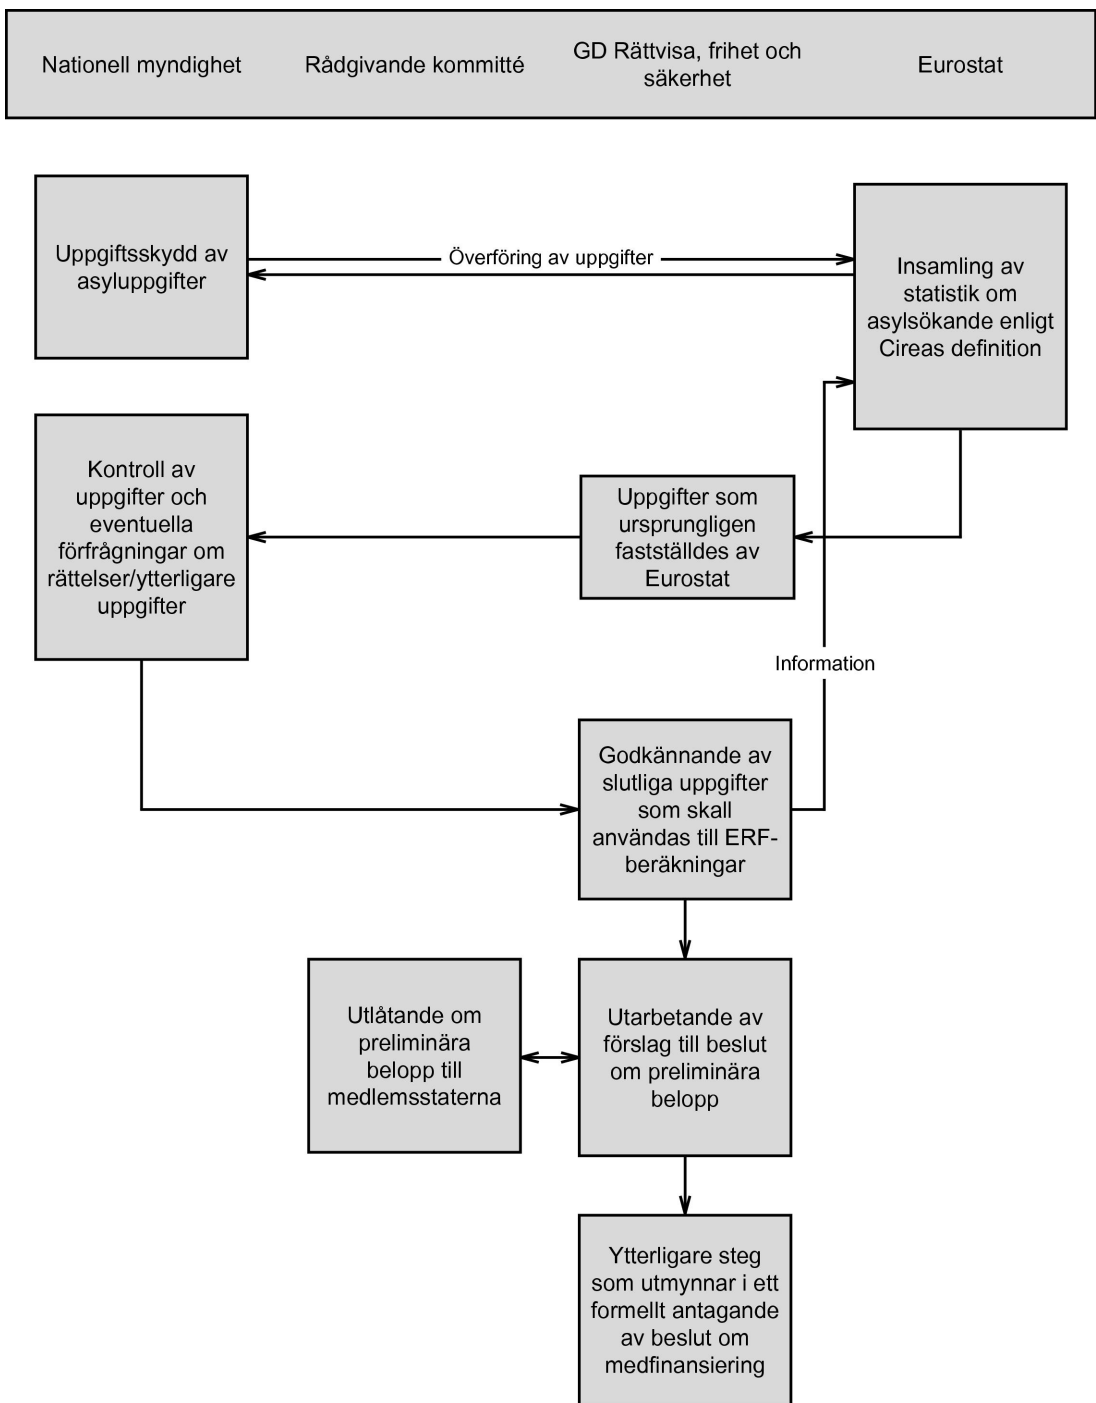 Nationell myndighet
Rådgivande kommitté
GD Rättvisa, frihet och
säkerhet
Eurostat
Uppgiftsskydd av
asyluppgifter
Överföring av uppgifter
Insamling av
statistik om
asylsökande enligt
Cireas definition
Kontroll av
uppgifter och
eventuella
förfrågningar om
rättelser/ytterligare
uppgifter
Uppgifter som
ursprungligen
fastställdes av
Eurostat
Information
Godkännande av
slutliga uppgifter
som skall
användas till ERF-
beräkningar
Utlåtande om
preliminära
belopp till
medlemsstaterna
Utarbetande av
förslag till beslut
om preliminära
belopp
Ytterligare steg
som utmynnar i ett
formellt antagande
av beslut om
medfinansiering